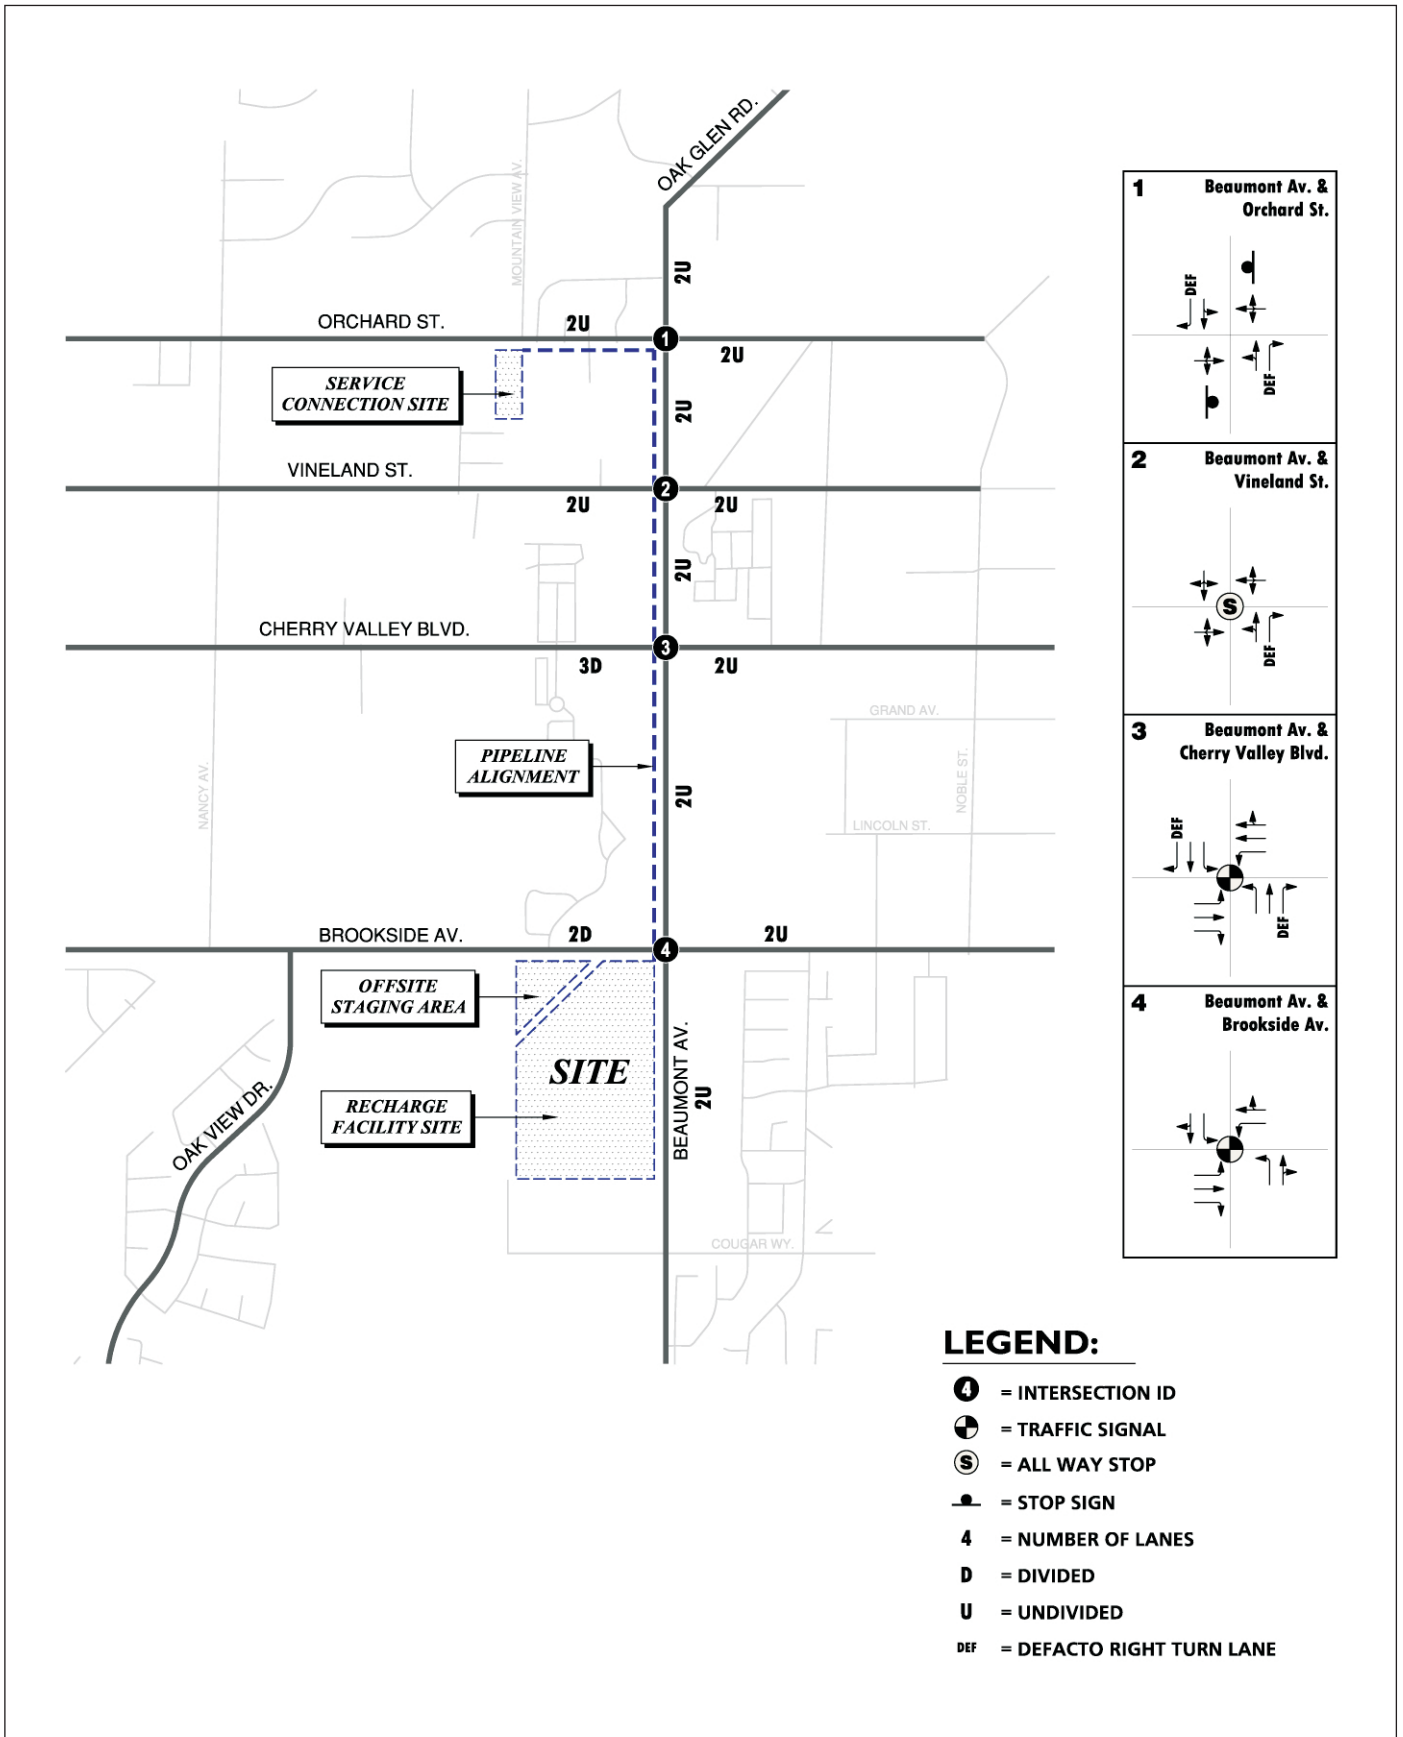 OAK GLEN RD.
MOUNTAIN VIEW AV.
2U
ORCHARD ST.
2U
1
2U
SERVICE
CONNECTION SITE
2U
VINELAND ST.
2
2U
2U
2U
CHERRY VALLEY BLVD.
3
3D
2U
GRAND AV.
PIPELINE
ALIGNMENT
NANCY AV.
2U
NOBLE ST.
LINCOLN ST.
BROOKSIDE AV.
2D
4
2U
OFFSITE
STAGING AREA
SITE
BEAUMONT AV.
2U
RECHARGE
FACILITY SITE
OAK VIEW DR.
COUGAR WY.
1
Beaumont Av. &
Orchard St.
DEF
DEF
2
Beaumont Av. &
Vineland St.
S
DEF
3
Beaumont Av. &
Cherry Valley Blvd.
DEF
DEF
4
Beaumont Av. &
Brookside Av.
LEGEND:
4 = INTERSECTION ID
= TRAFFIC SIGNAL
S = ALL WAY STOP
= STOP SIGN
4 = NUMBER OF LANES
D = DIVIDED
U = UNDIVIDED
DEF = DEFACTO RIGHT TURN LANE